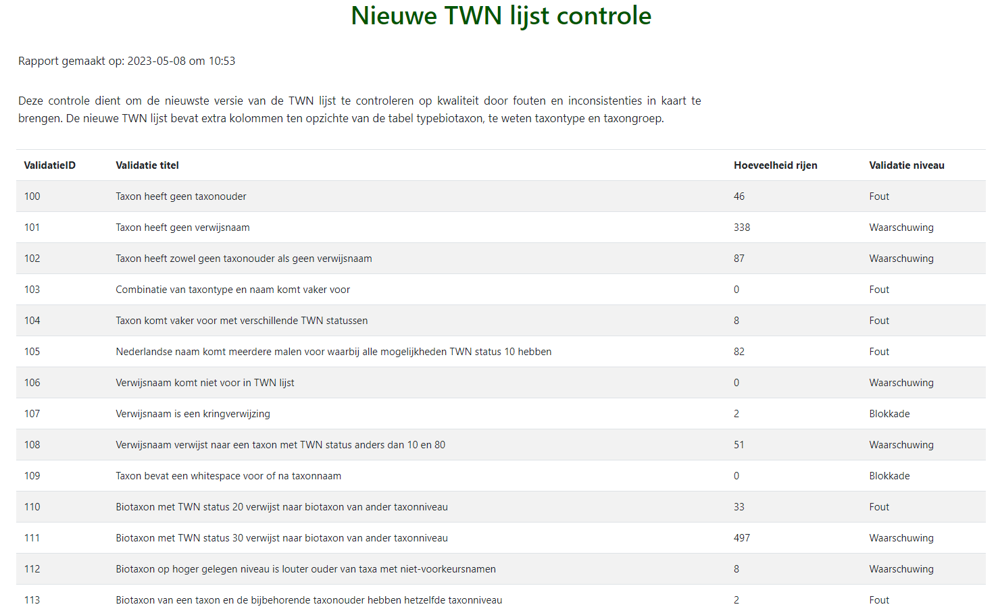 Nieuwe TWN lijst controle
Rapport gemaakt op: 2023-05-08 om 10:53
Deze controle dient om de nieuwste versie van de TWN lijst te controleren op kwaliteit door fouten en inconsistenties in kaart te
brengen. De nieuwe TWN lijst bevat extra kolommen ten opzichte van de tabel typebiotaxon, te weten taxontype en taxongroep.
ValidatieID Validatie titel Hoeveelheid rijen Validatie niveau
100 Taxon heeft geen taxonouder 46 Fout
101 Taxon heeft geen verwijsnaam 338 Waarschuwing
102 Taxon heeft zowel geen taxonouder als geen verwijsnaam 87 Waarschuwing
103 Combinatie van taxontype en naam komt vaker voor 0 Fout
104 Taxon komt vaker voor met verschillende TWN statussen 8 Fout
105 Nederlandse naam komt meerdere malen voor waarbij alle mogelijkheden TWN status 10 hebben 82 Fout
106 Verwijsnaam komt niet voor in TWN lijst 0 Waarschuwing
107 Verwijsnaam is een kringverwijzing 2 Blokkade
108 Verwijsnaam verwijst naar een taxon met TWN status anders dan 10 en 80 51 Waarschuwing
109 Taxon bevat een whitespace voor of na taxonnaam 0 Blokkade
110 Biotaxon met TWN status 20 verwijst naar biotaxon van ander taxonniveau 33 Fout
111 Biotaxon met TWN status 30 verwijst naar biotaxon van ander taxonniveau 497 Waarschuwing
112 Biotaxon op hoger gelegen niveau is louter ouder van taxa met niet-voorkeursnamen 8 Waarschuwing
113 Biotaxon van een taxon en de bijbehorende taxonouder hebben hetzelfde taxonniveau 2 Fout